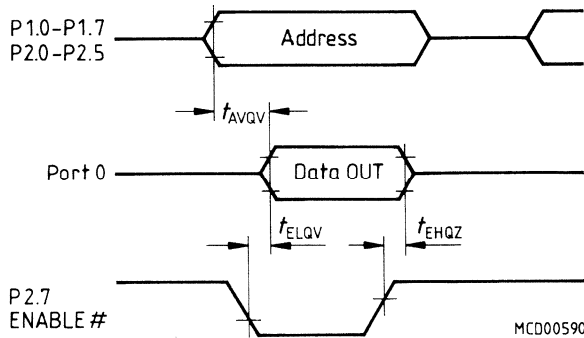 P1.0-P1.7
P2.0-P2.5
Address
tAVQV
Port 0
Data OUT
tELQV
tEHQZ
P2.7
ENABLE #
MCD00590